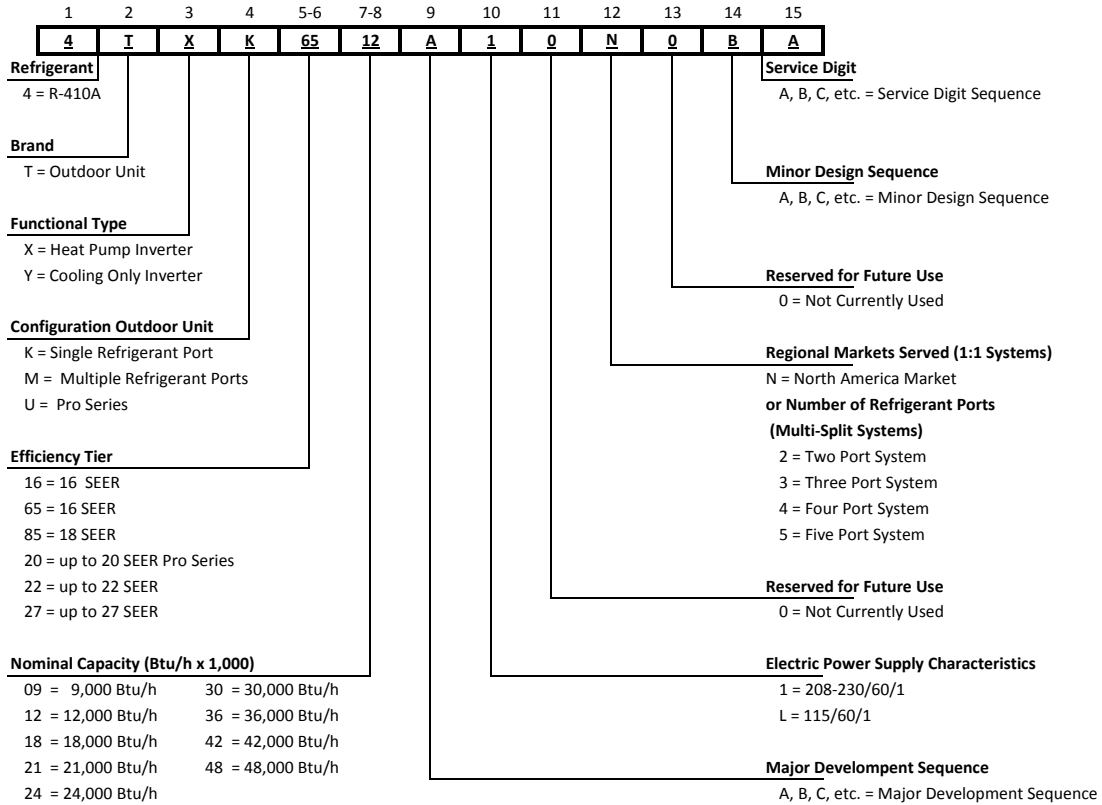 1 2 3 4 5-6 7-8 9 10 11 12 13 14 15
4 T X K 65 12 A 1 0 N 0 B A
Refrigerant
4 = R-410A
Brand
T = Outdoor Unit
Functional Type
X = Heat Pump Inverter
Y = Cooling Only Inverter
Configuration Outdoor Unit
K = Single Refrigerant Port
M = Multiple Refrigerant Ports
U = Pro Series
Efficiency Tier
16 = 16 SEER
65 = 16 SEER
85 = 18 SEER
20 = up to 20 SEER Pro Series
22 = up to 22 SEER
27 = up to 27 SEER
Nominal Capacity (Btu/h x 1,000)
09 = 9,000 Btu/h 30 = 30,000 Btu/h
12 = 12,000 Btu/h 36 = 36,000 Btu/h
18 = 18,000 Btu/h 42 = 42,000 Btu/h
21 = 21,000 Btu/h 48 = 48,000 Btu/h
24 = 24,000 Btu/h
Service Digit
A, B, C, etc. = Service Digit Sequence
Minor Design Sequence
A, B, C, etc. = Minor Design Sequence
Reserved for Future Use
0 = Not Currently Used
Regional Markets Served (1:1 Systems)
N = North America Market
or Number of Refrigerant Ports
(Multi-Split Systems)
2 = Two Port System
3 = Three Port System
4 = Four Port System
5 = Five Port System
Reserved for Future Use
0 = Not Currently Used
Electric Power Supply Characteristics
1 = 208-230/60/1
L = 115/60/1
Major Develompent Sequence
A, B, C, etc. = Major Development Sequence